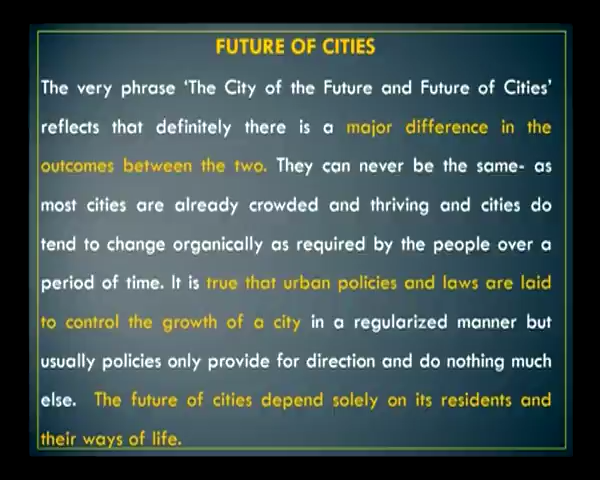 FUTURE OF CITIES
The very phrase ‘The City of the Future and Future of Cities’
reflects that definitely there is a major difference in the
outcomes between the two. They can never be the same- as
most cities are already crowded and thriving and cities do
tend to change organically as required by the people over a
period of time. It is true that urban policies and laws are laid
to control the growth of a city in a regularized manner but
usually policies only provide for direction and do nothing much
else. The future of cities depend solely on its residents and
their ways of life.